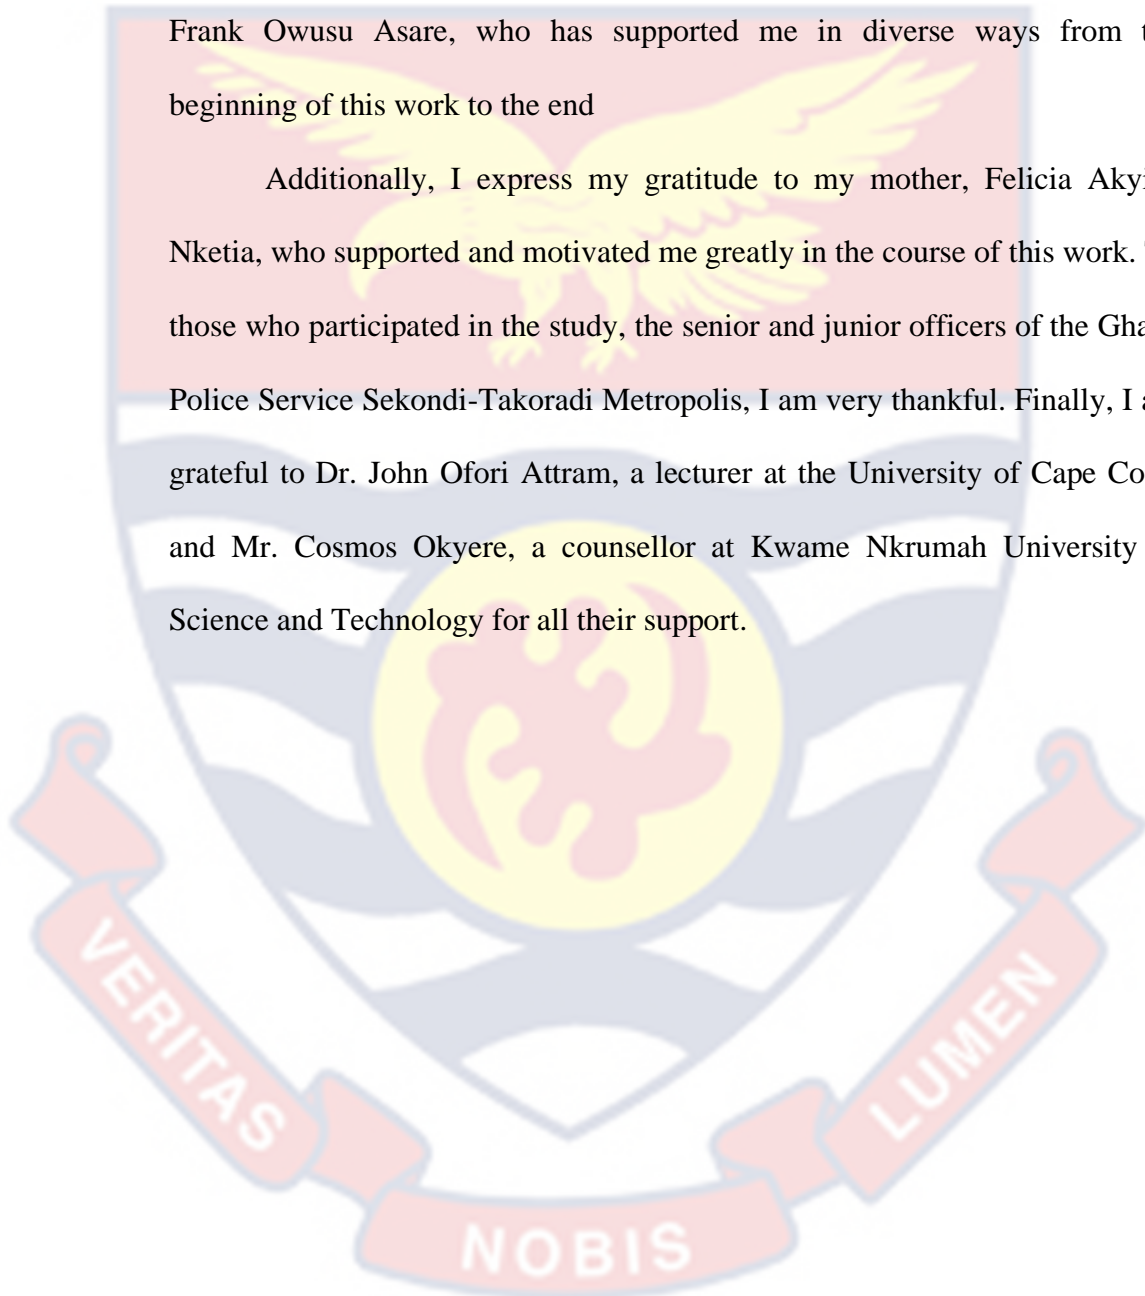 Frank Owusu Asare, who has supported me in diverse ways from t
beginning of this work to the end
Additionally, I express my gratitude to my mother, Felicia Akyi
Nketia, who supported and motivated me greatly in the course of this work.
those who participated in the study, the senior and junior officers of the Gha
Police Service Sekondi-Takoradi Metropolis, I am very thankful. Finally, I a
grateful to Dr. John Ofori Attram, a lecturer at the University of Cape Co
and Mr. Cosmos Okyere, a counsellor at Kwame Nkrumah University
Science and Technology for all their support.
VERITAS
NOBIS
LUMEN